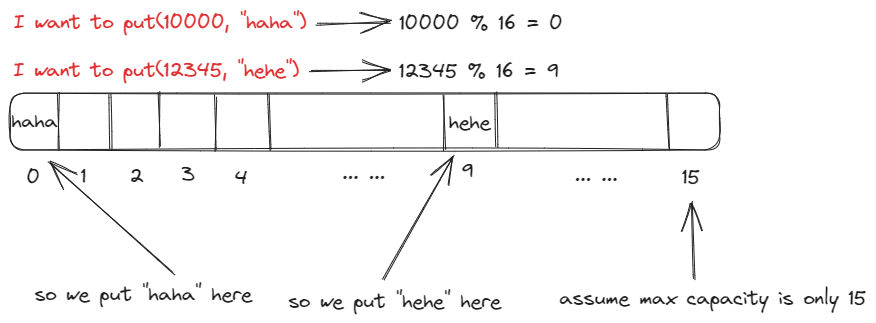 I want to put(10000, "haha") 10000 % 16 = 0
I want to put(12345, "hehe") 12345 % 16 = 9
haha hehe
0 1 2 3 4 ... ... 9 ... ... 15
so we put "haha" here so we put "hehe" here assume max capacity is only 15